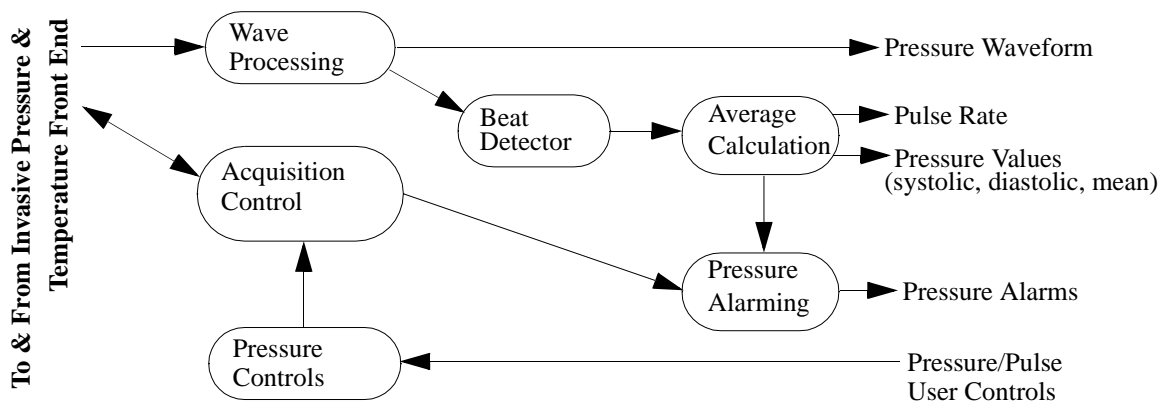 To & From Invasive Pressure &
Temperature Front End
Wave
Processing
Pressure Waveform
Beat
Detector
Average
Calculation
Pulse Rate
Pressure Values
(systolic, diastolic, mean)
Acquisition
Control
Pressure
Alarming
Pressure Alarms
Pressure
Controls
Pressure/Pulse
User Controls